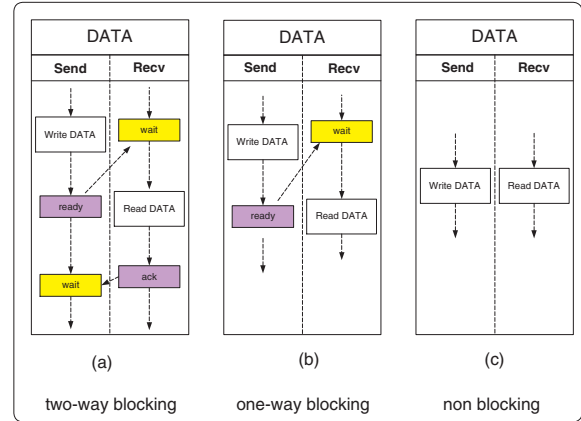 DATA
Send Recv
wait
Write DATA
ready
Read DATA
wait
ack
(a)
two-way blocking
DATA
Send Recv
wait
Write DATA
ready
Read DATA
(b)
one-way blocking
DATA
Send Recv
Write DATA Read DATA
(c)
non blocking